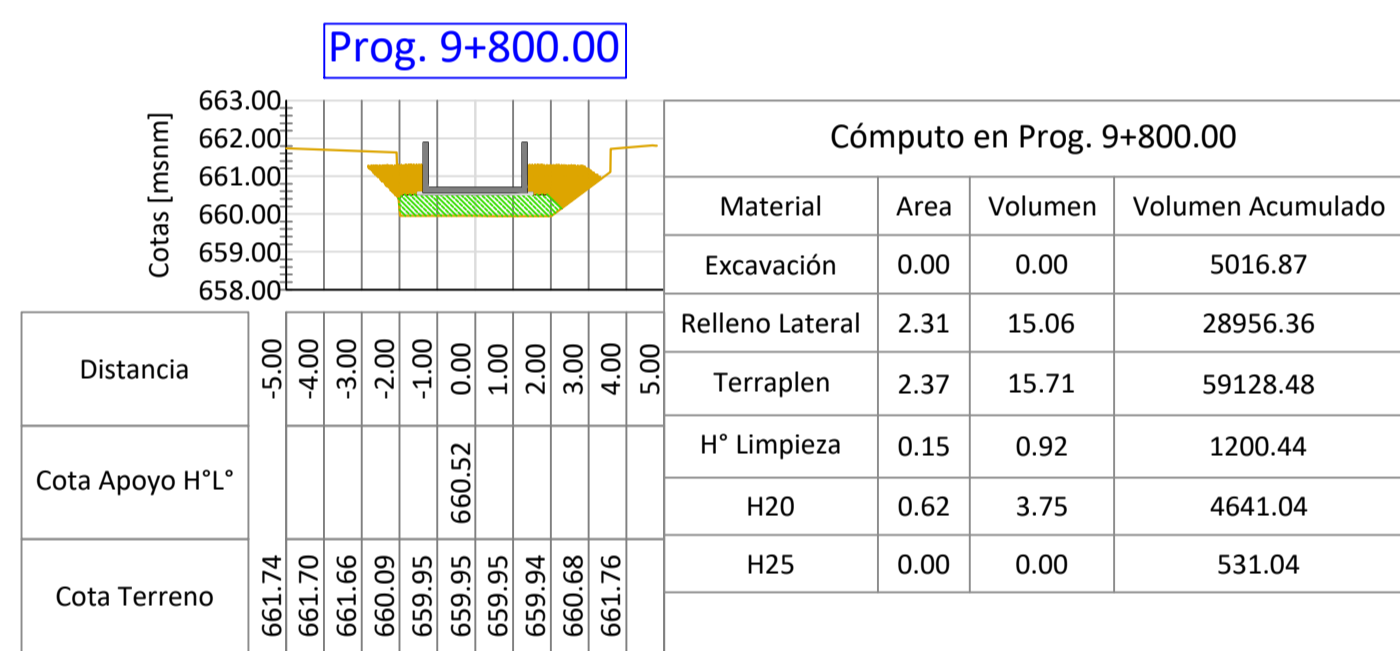 Prog. 9+800.00
Cotas [msnm]
663.00
662.00
661.00
660.00
659.00
658.00
Distancia -5.00 -4.00 -3.00 -2.00 -1.00 0.00 1.00 2.00 3.00 4.00 5.00
Cota Apoyo H°L° 660.52
Cota Terreno 661.74 661.70 661.66 660.09 659.95 659.95 659.95 659.94 660.68 661.76
Cómputo en Prog. 9+800.00
Material Area Volumen Volumen Acumulado
Excavación 0.00 0.00 5016.87
Relleno Lateral 2.31 15.06 28956.36
Terraplen 2.37 15.71 59128.48
H° Limpieza 0.15 0.92 1200.44
H20 0.62 3.75 4641.04
H25 0.00 0.00 531.04